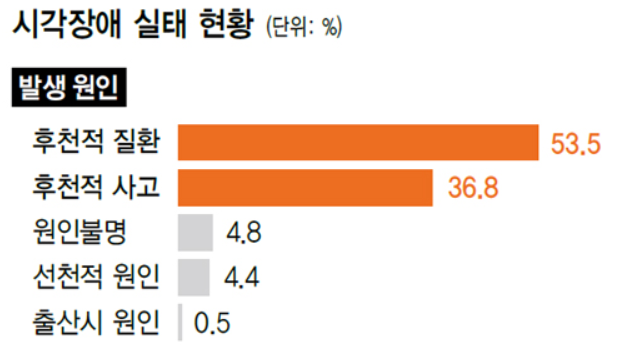 시각장애 실태 현황 (단위: %)
발생 원인
후천적 질환 53.5
후천적 사고 36.8
원인불명 4.8
선천적 원인 4.4
출산시 원인 0.5